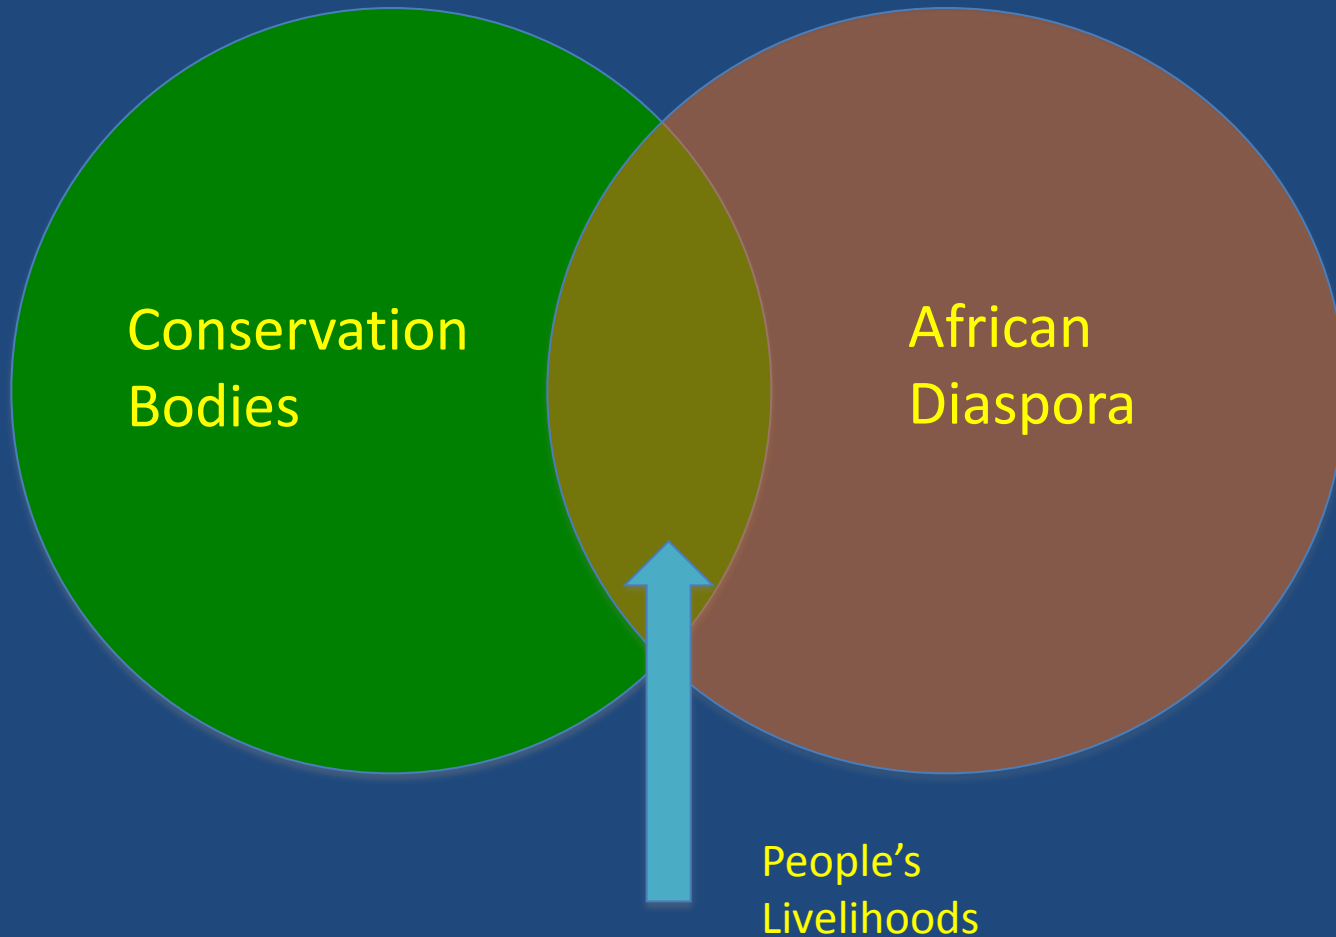 Conservation
Bodies
African
Diaspora
People’s
Livelihoods